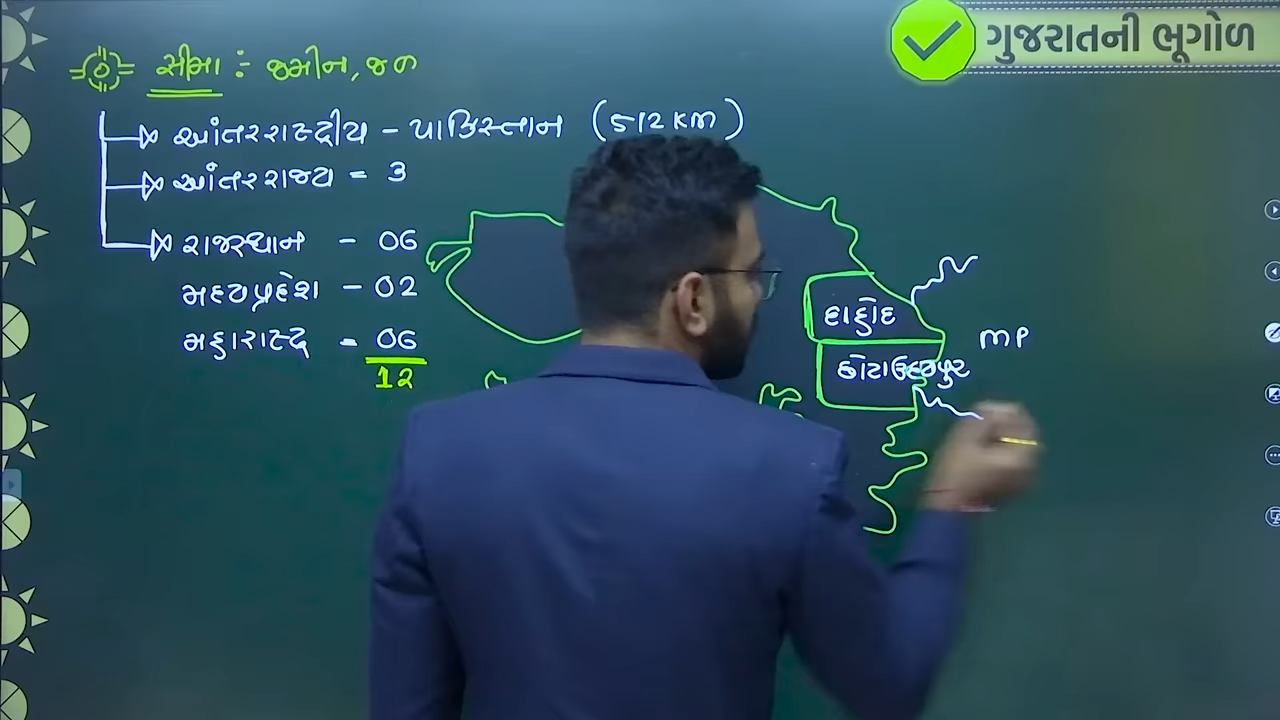 ગુજરાતની ભૂગોળ
સીમા : જમીન, જળ
આંતરરાષ્ટ્રીય - પાકિસ્તાન (512 KM)
આંતરરાજ્ય = 3
રાજસ્થાન - 06
મધ્યપ્રદેશ - 02
મહારાષ્ટ્ર - 06
12
દાહોદ
MP
છોટાઉદેપુર